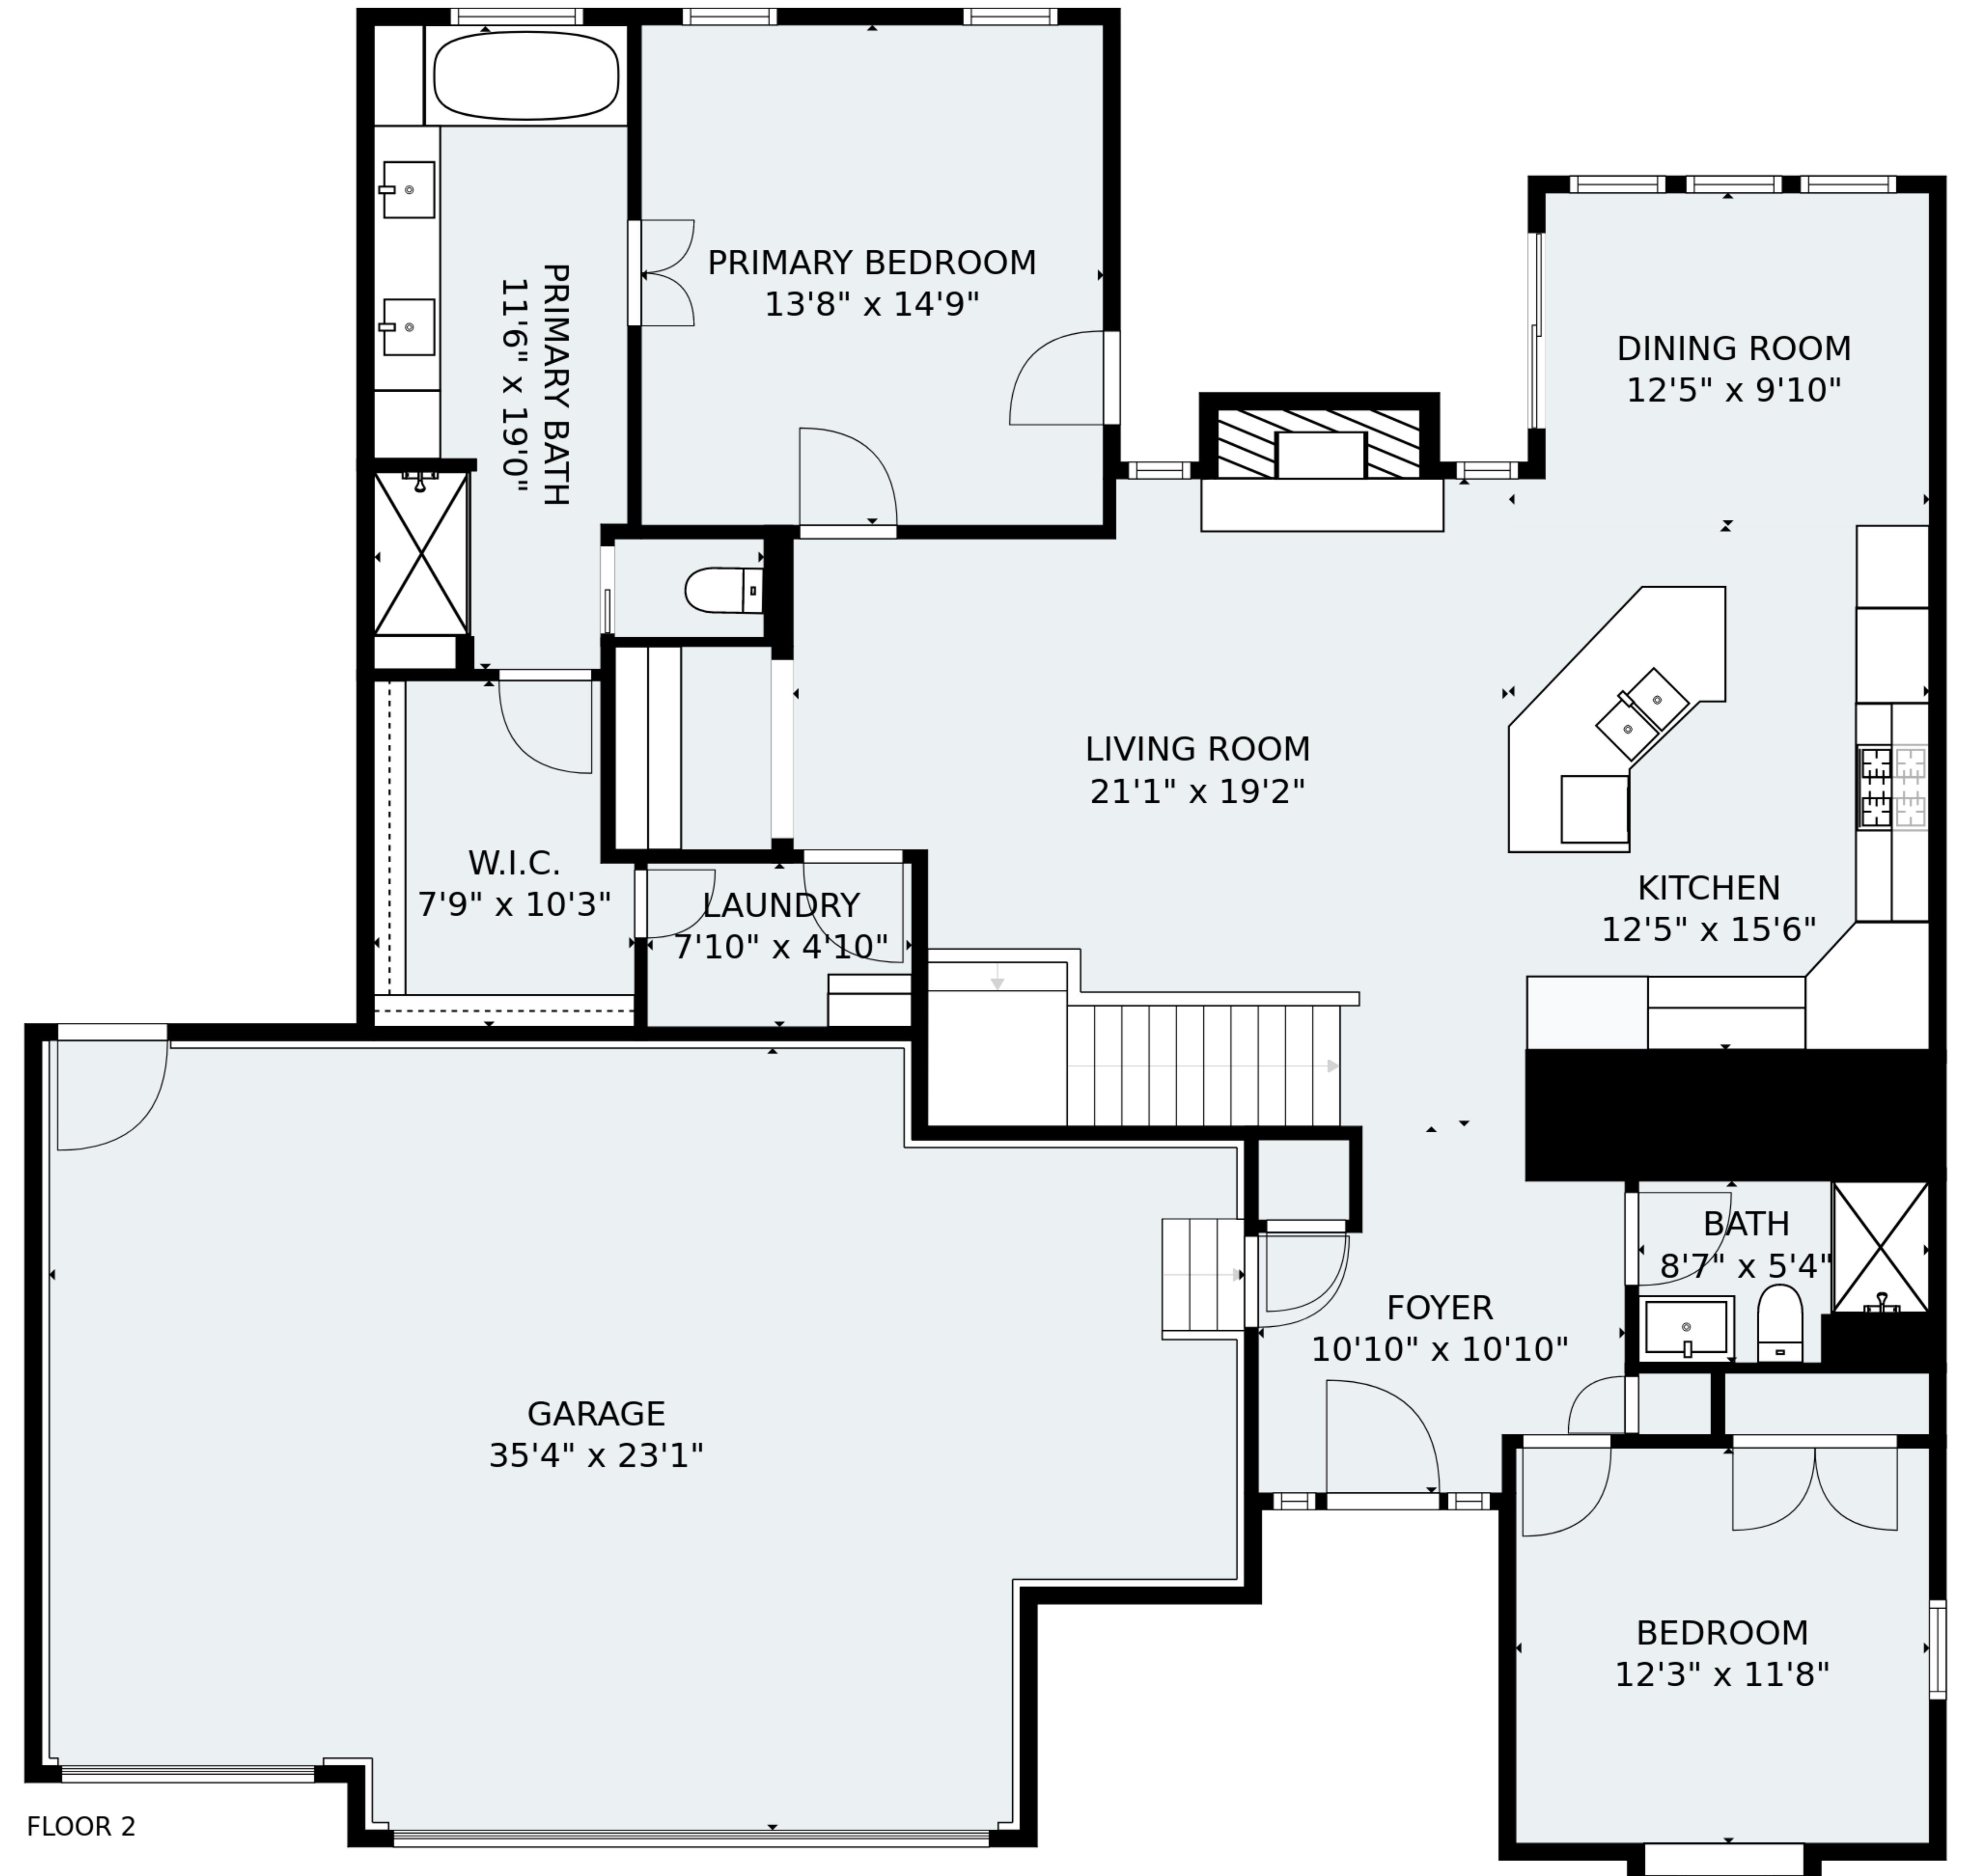 PRIMARY BEDROOM
13'8" x 14'9"
PRIMARY BATH
11'6" x 19'0"
DINING ROOM
12'5" x 9'10"
LIVING ROOM
21'1" x 19'2"
W.I.C.
7'9" x 10'3"
LAUNDRY
7'10" x 4'10"
KITCHEN
12'5" x 15'6"
BATH
8'7" x 5'4"
FOYER
10'10" x 10'10"
GARAGE
35'4" x 23'1"
BEDROOM
12'3" x 11'8"
FLOOR 2